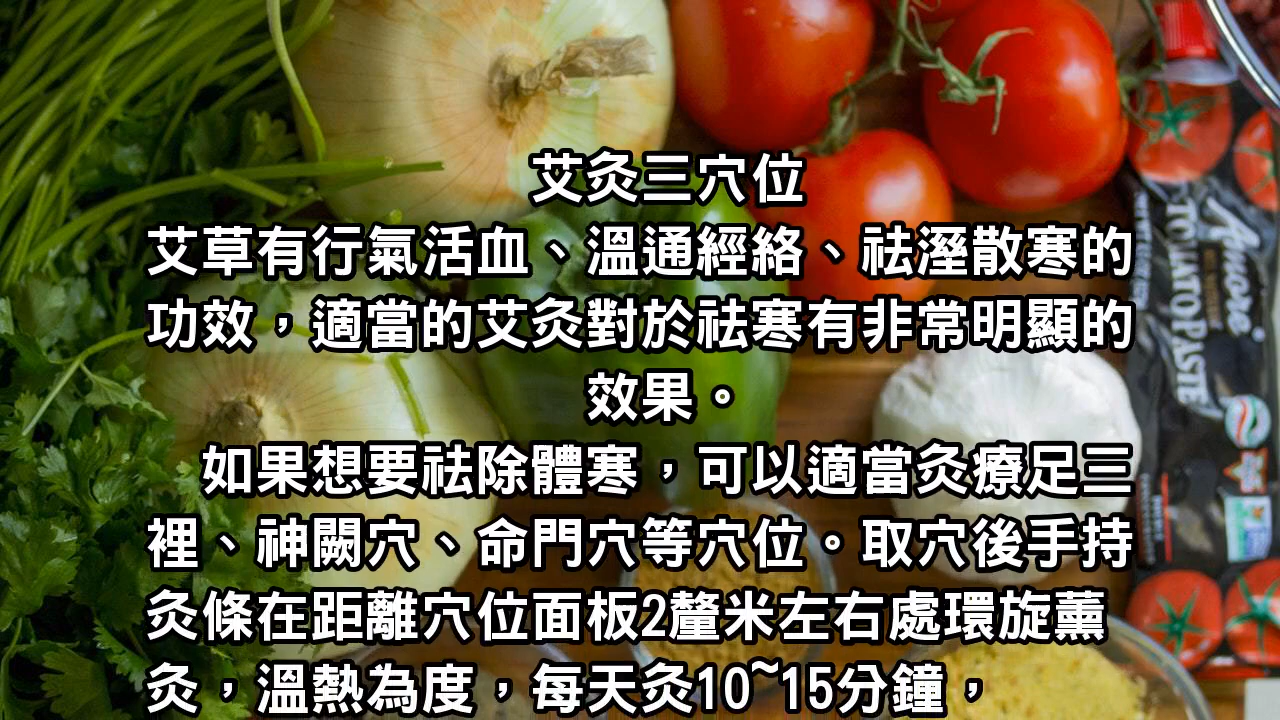 艾灸三穴位
艾草有行氣活血、溫通經絡、祛溼散寒的
功效，適當的艾灸對於祛寒有非常明顯的
效果。
如果想要祛除體寒，可以適當灸療足三
裡、神闕穴、命門穴等穴位。取穴後手持
灸條在距離穴位面板2釐米左右處環旋薰
灸，溫熱為度，每天灸10~15分鐘，
Amore
TOMATO PASTE